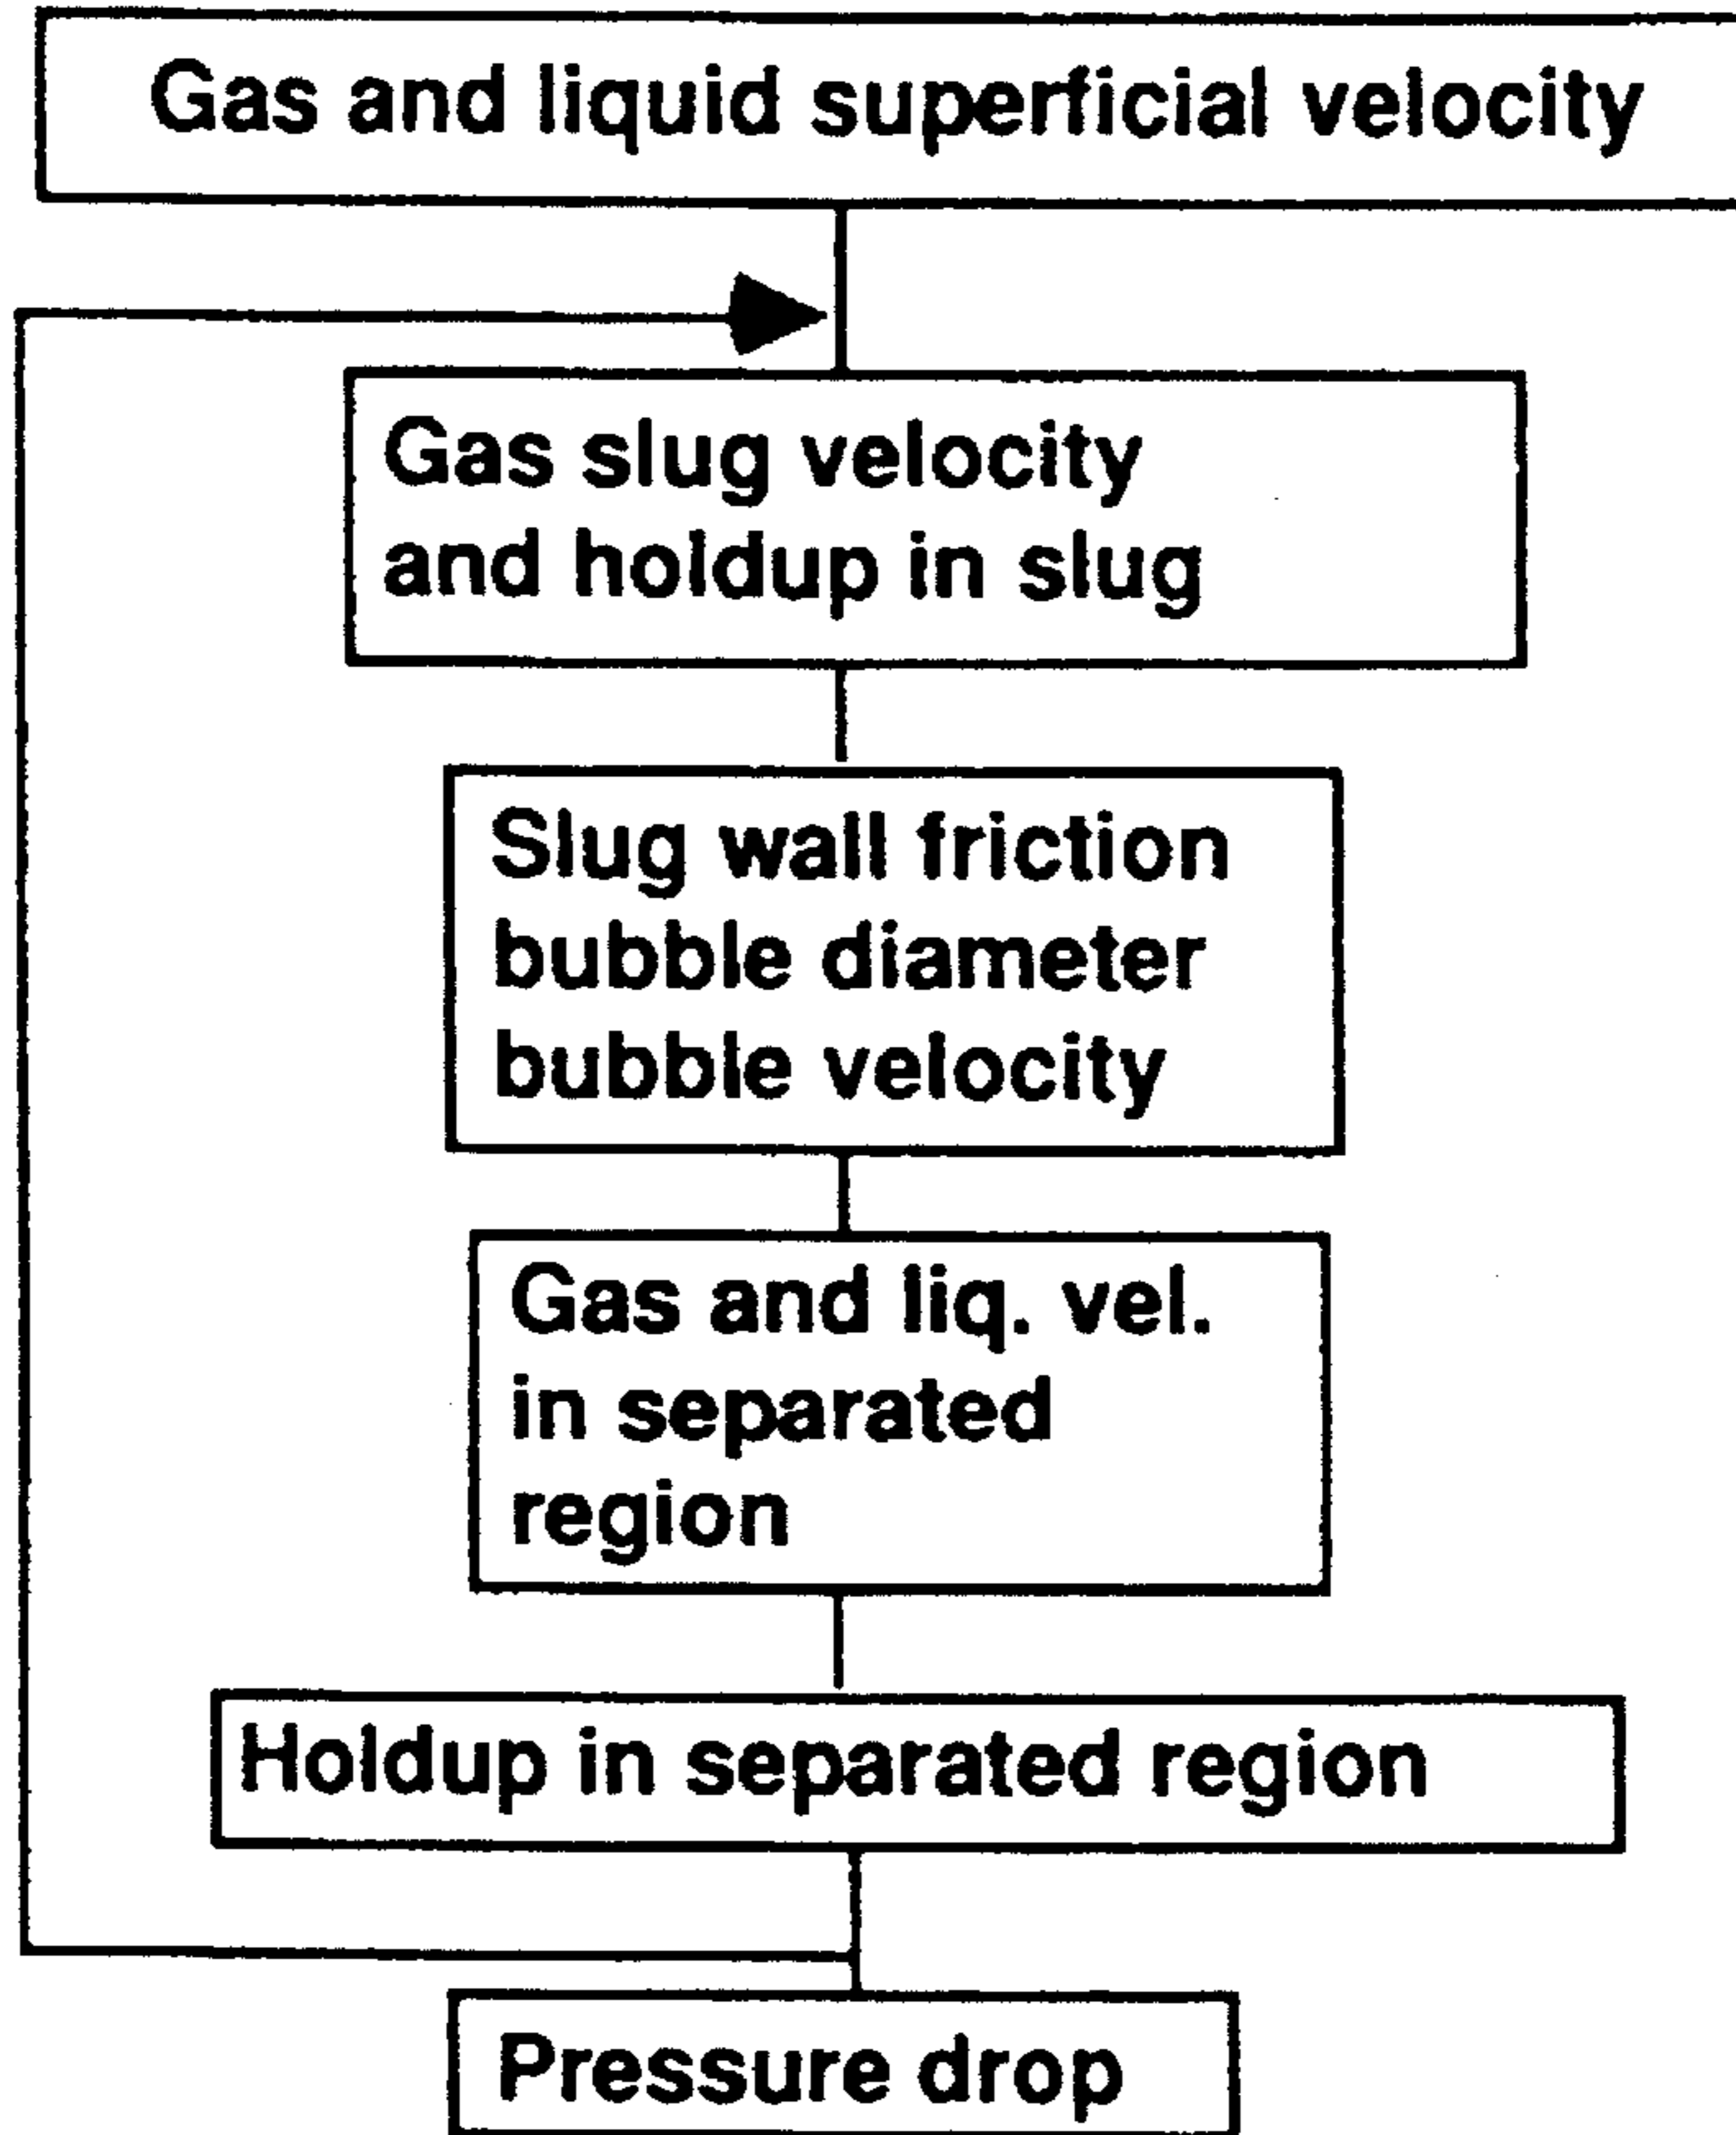 Gas and liquid superficial velocity
Gas slug velocity
and holdup in slug
Slug wall friction
bubble diameter
bubble velocity
Gas and liq. vel.
in separated
region
Holdup in separated region
Pressure drop